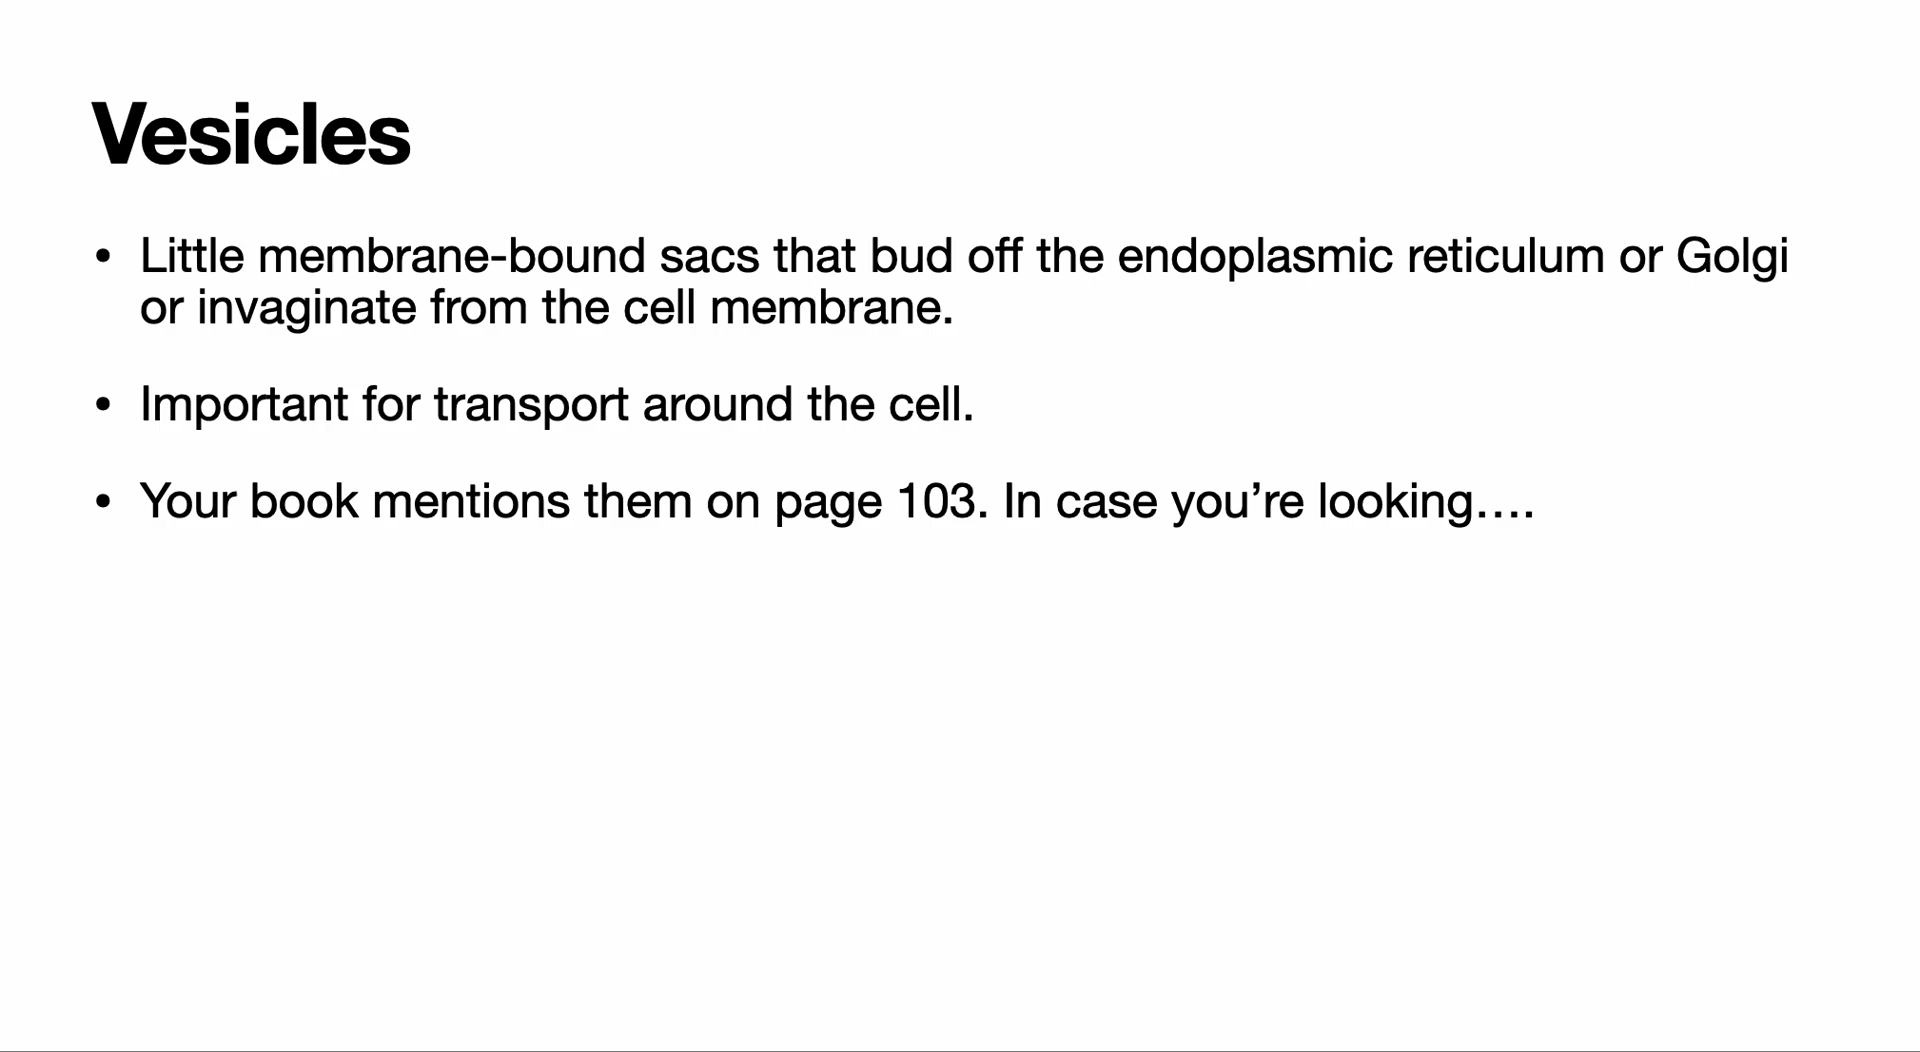 Vesicles
• Little membrane-bound sacs that bud off the endoplasmic reticulum or Golgi
or invaginate from the cell membrane.
• Important for transport around the cell.
• Your book mentions them on page 103. In case you’re looking….